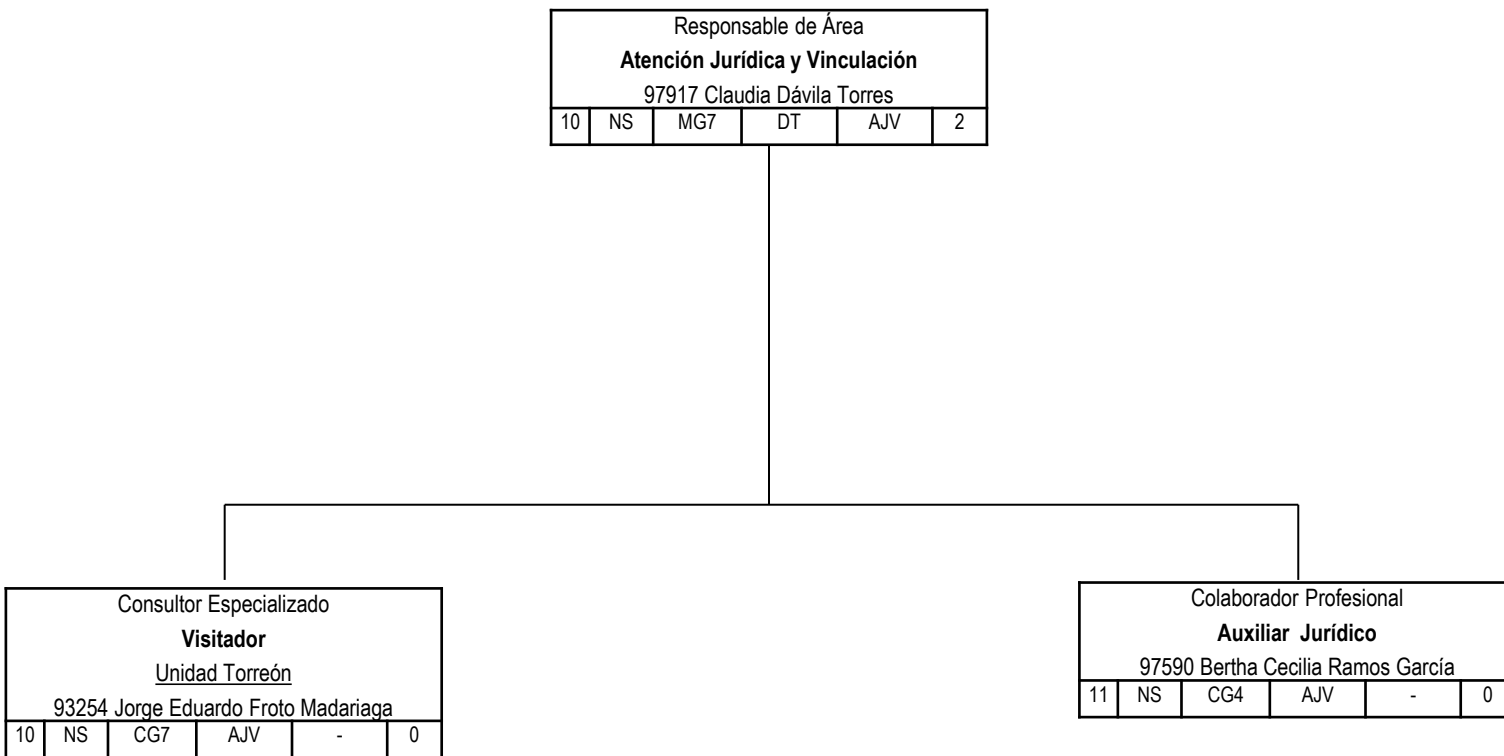 Responsable de Área
Atención Jurídica y Vinculación
97917 Claudia Dávila Torres
10 NS MG7 DT AJV 2
Consultor Especializado
Visitador
Unidad Torreón
93254 Jorge Eduardo Froto Madariaga
10 NS CG7 AJV - 0
Colaborador Profesional
Auxiliar Jurídico
97590 Bertha Cecilia Ramos García
11 NS CG4 AJV - 0